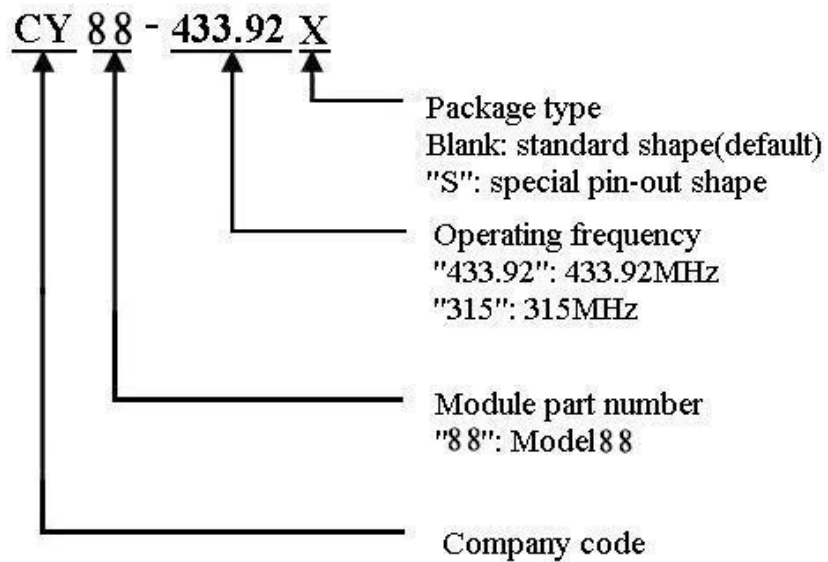 CY 88 - 433.92 X
Package type
Blank: standard shape(default)
"S": special pin-out shape
Operating frequency
"433.92": 433.92MHz
"315": 315MHz
Module part number
"88": Model88
Company code